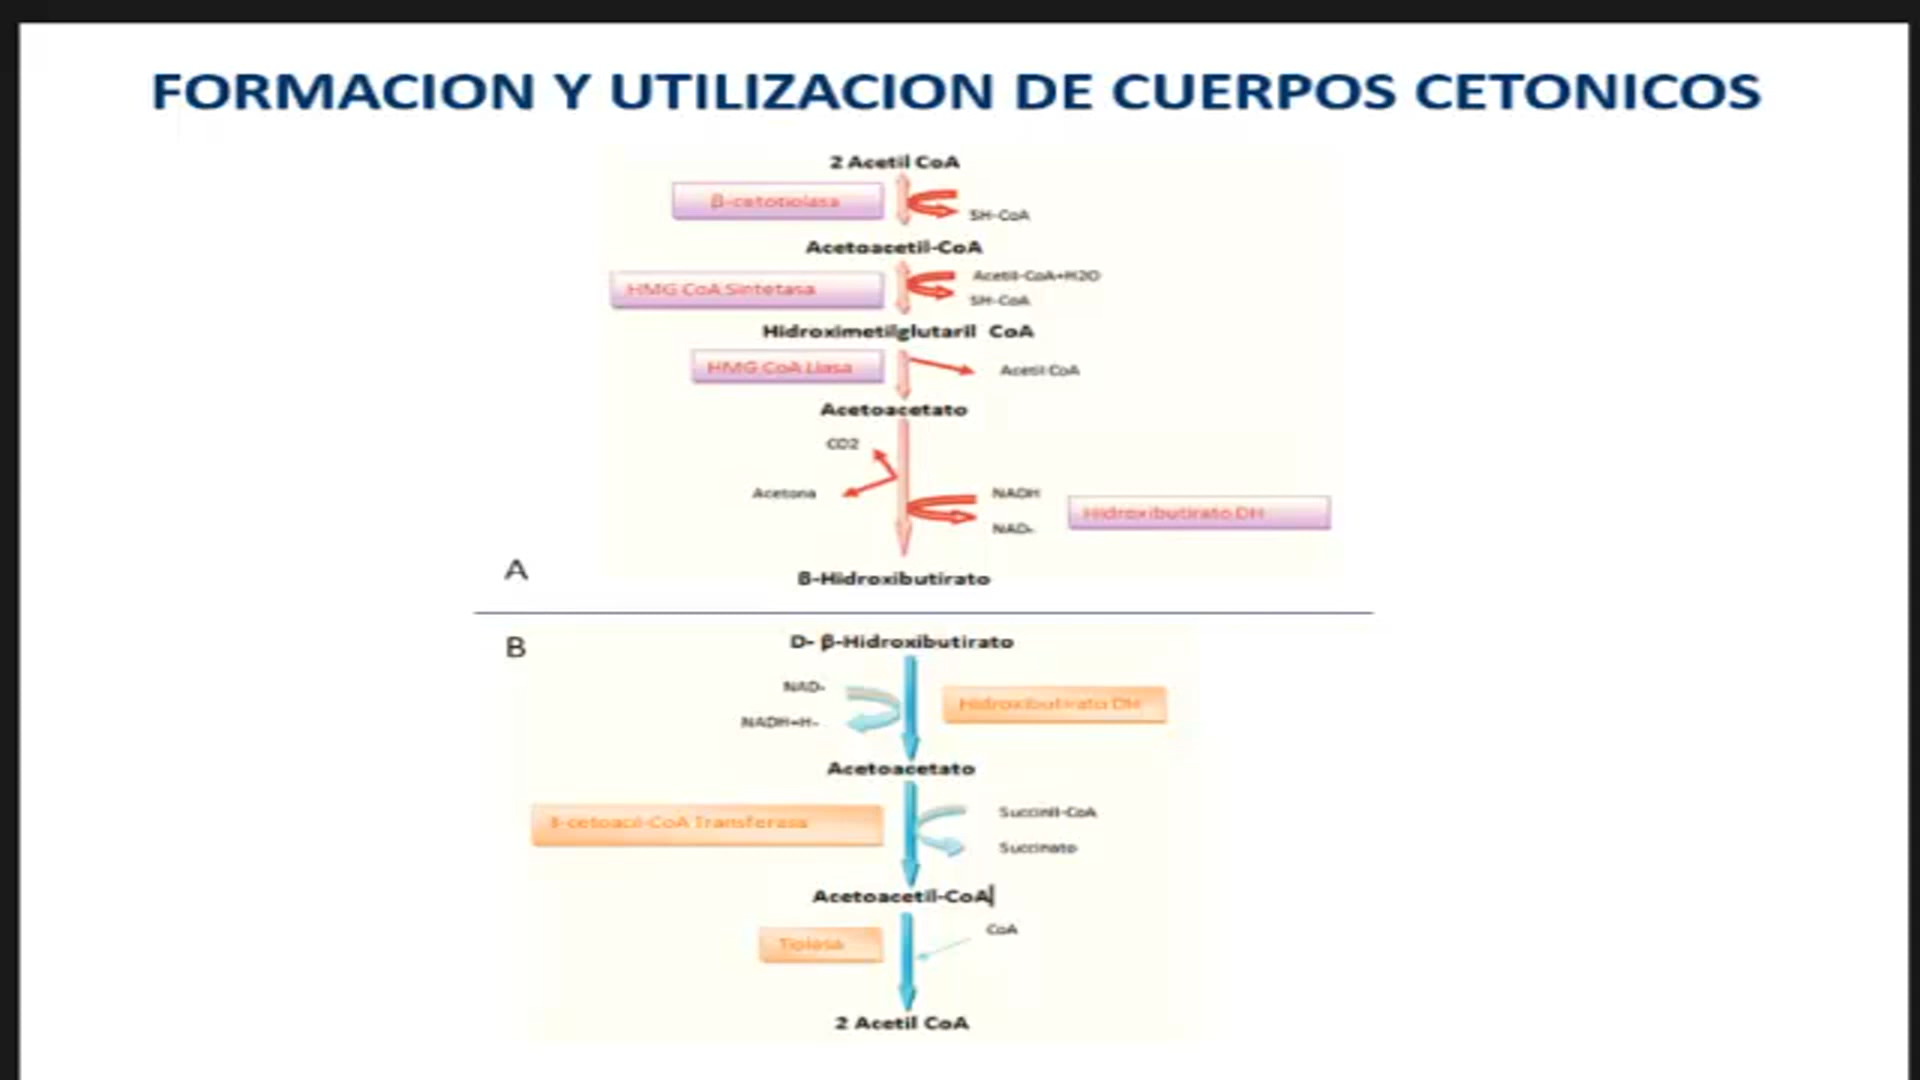 FORMACION Y UTILIZACION DE CUERPOS CETONICOS
2 Acetil CoA
β-cetotiolasa
SH-CoA
Acetoacetil-CoA
HMG CoA Sintetasa
Acetil-CoA+H2O
SH-CoA
Hidroximetilglutaril CoA
HMG CoA Liasa
Acetil CoA
Acetoacetato
CO2
Acetona
NADH
NAD-
Hidroxibutirato DH
A
β-Hidroxibutirato
B
D- β-Hidroxibutirato
NAD-
NADH+H-
Hidroxibutirato DH
Acetoacetato
Succinil-CoA
-cetoacil-CoA Transferasa
Succinato
Acetoacetil-CoA
CoA
Tiolasa
2 Acetil CoA